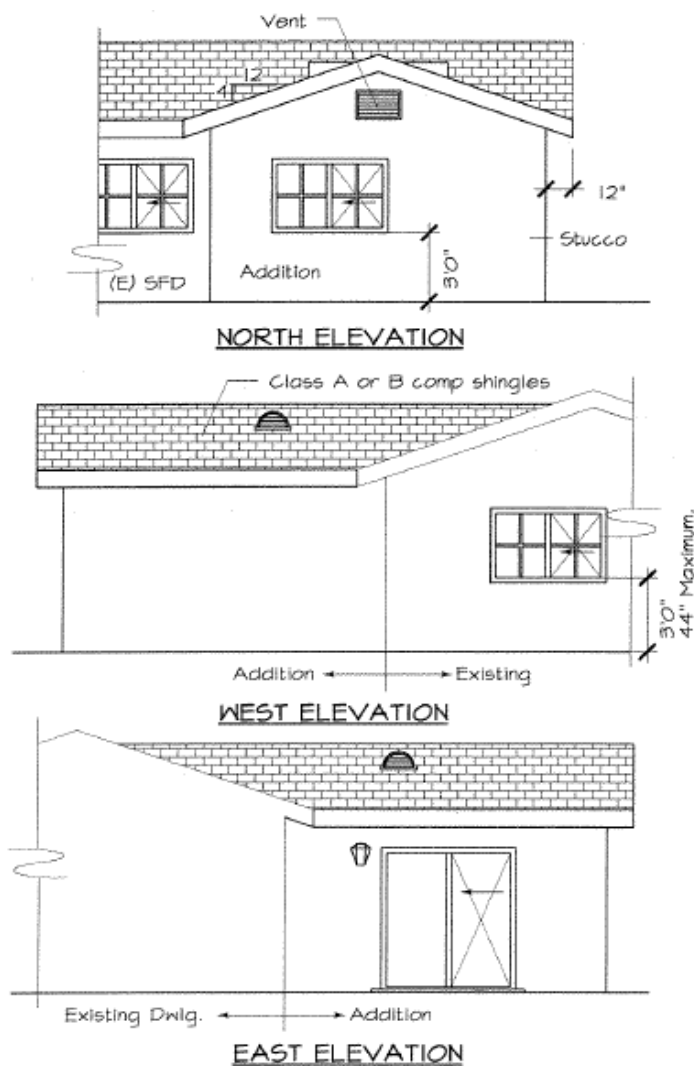 Vent
12
4
12"
Stucco
3'0"
(E) SFD
Addition
NORTH ELEVATION
Class A or B comp shingles
3'0"
44" Maximum.
Addition
Existing
WEST ELEVATION
Existing Dwlg.
Addition
EAST ELEVATION